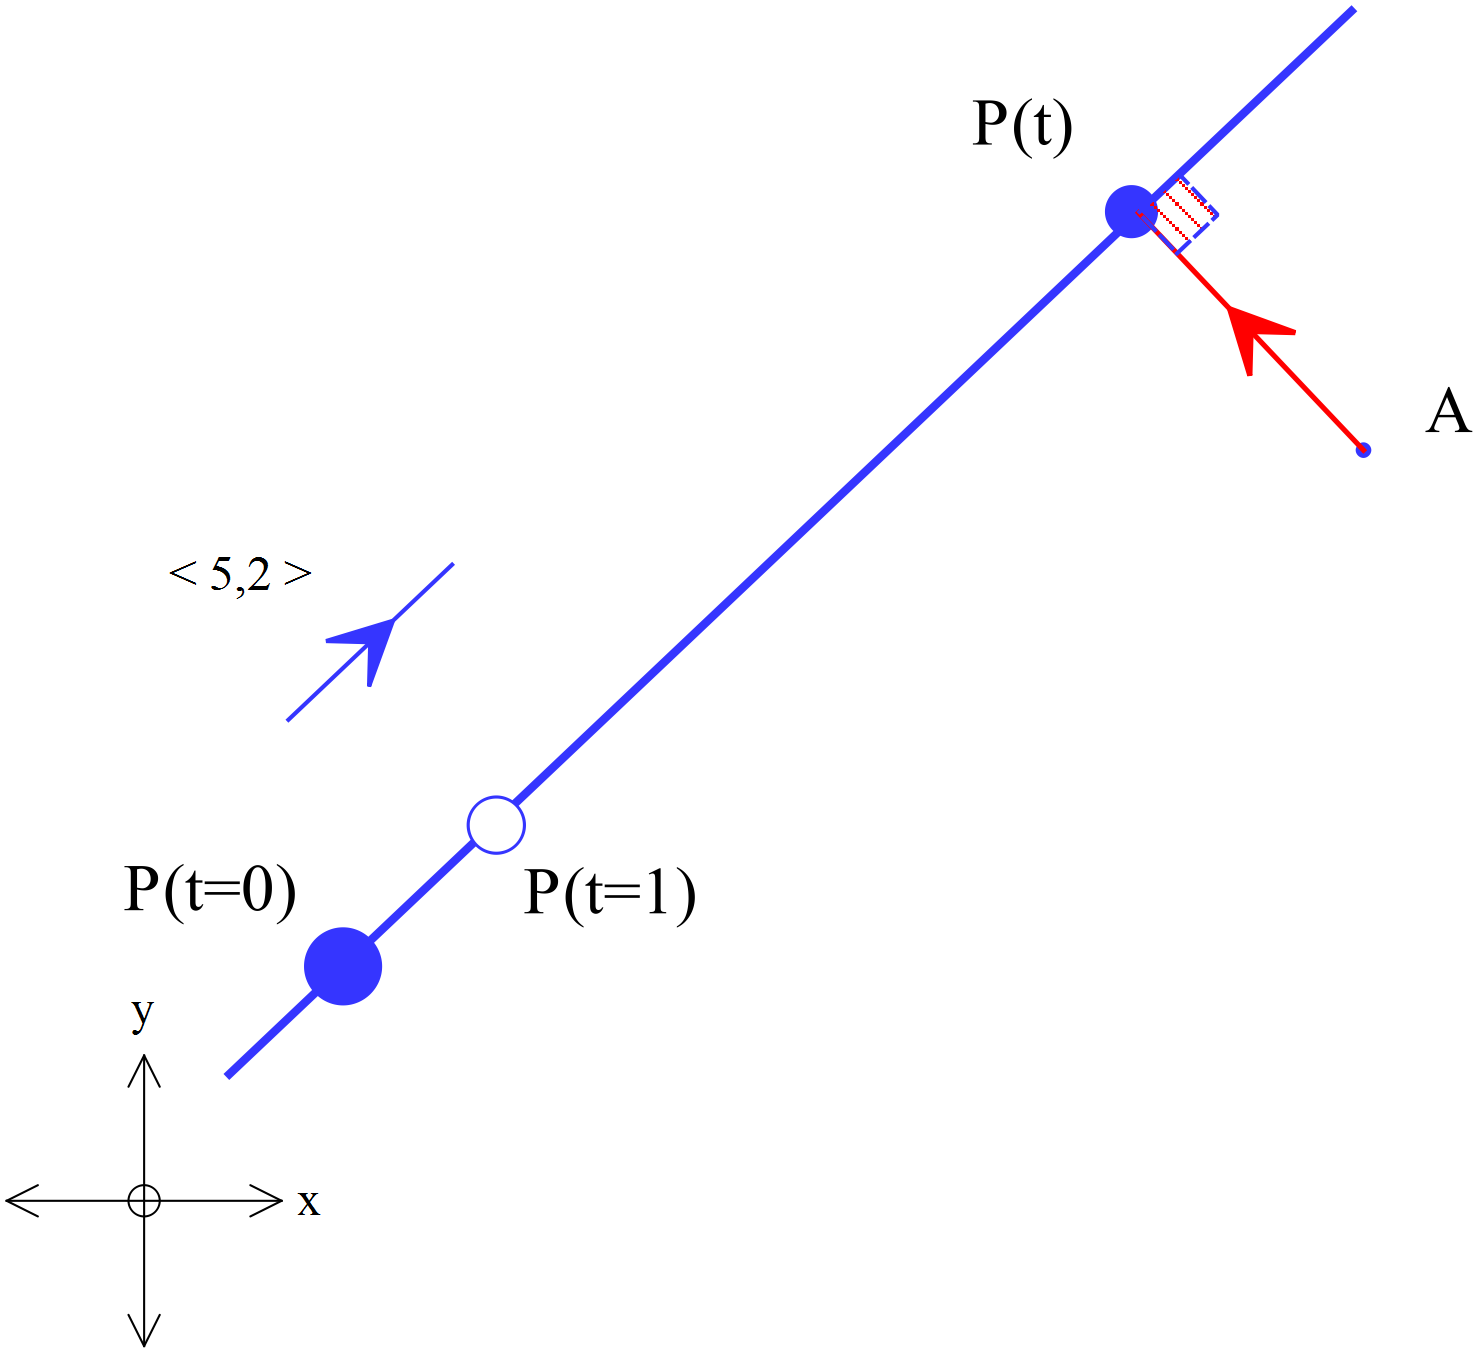 P(t)
A
< 5,2 >
P(t=0)
P(t=1)
y
x